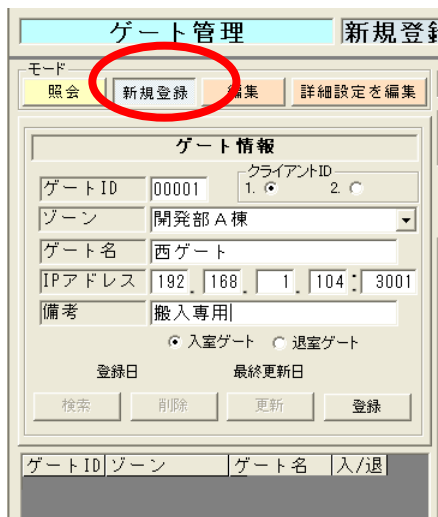 ゲート管理 新規登録
モード
照会 新規登録 編集 詳細設定を編集
ゲート情報
クライアントID
ゲートID 00001 1. 2.
ゾーン 開発部A棟
ゲート名 西ゲート
IPアドレス 192 . 168 . 1 . 104 : 3001
備考 搬入専用
入室ゲート 退室ゲート
登録日 最終更新日
検索 削除 更新 登録
ゲートID ゾーン ゲート名 入/退